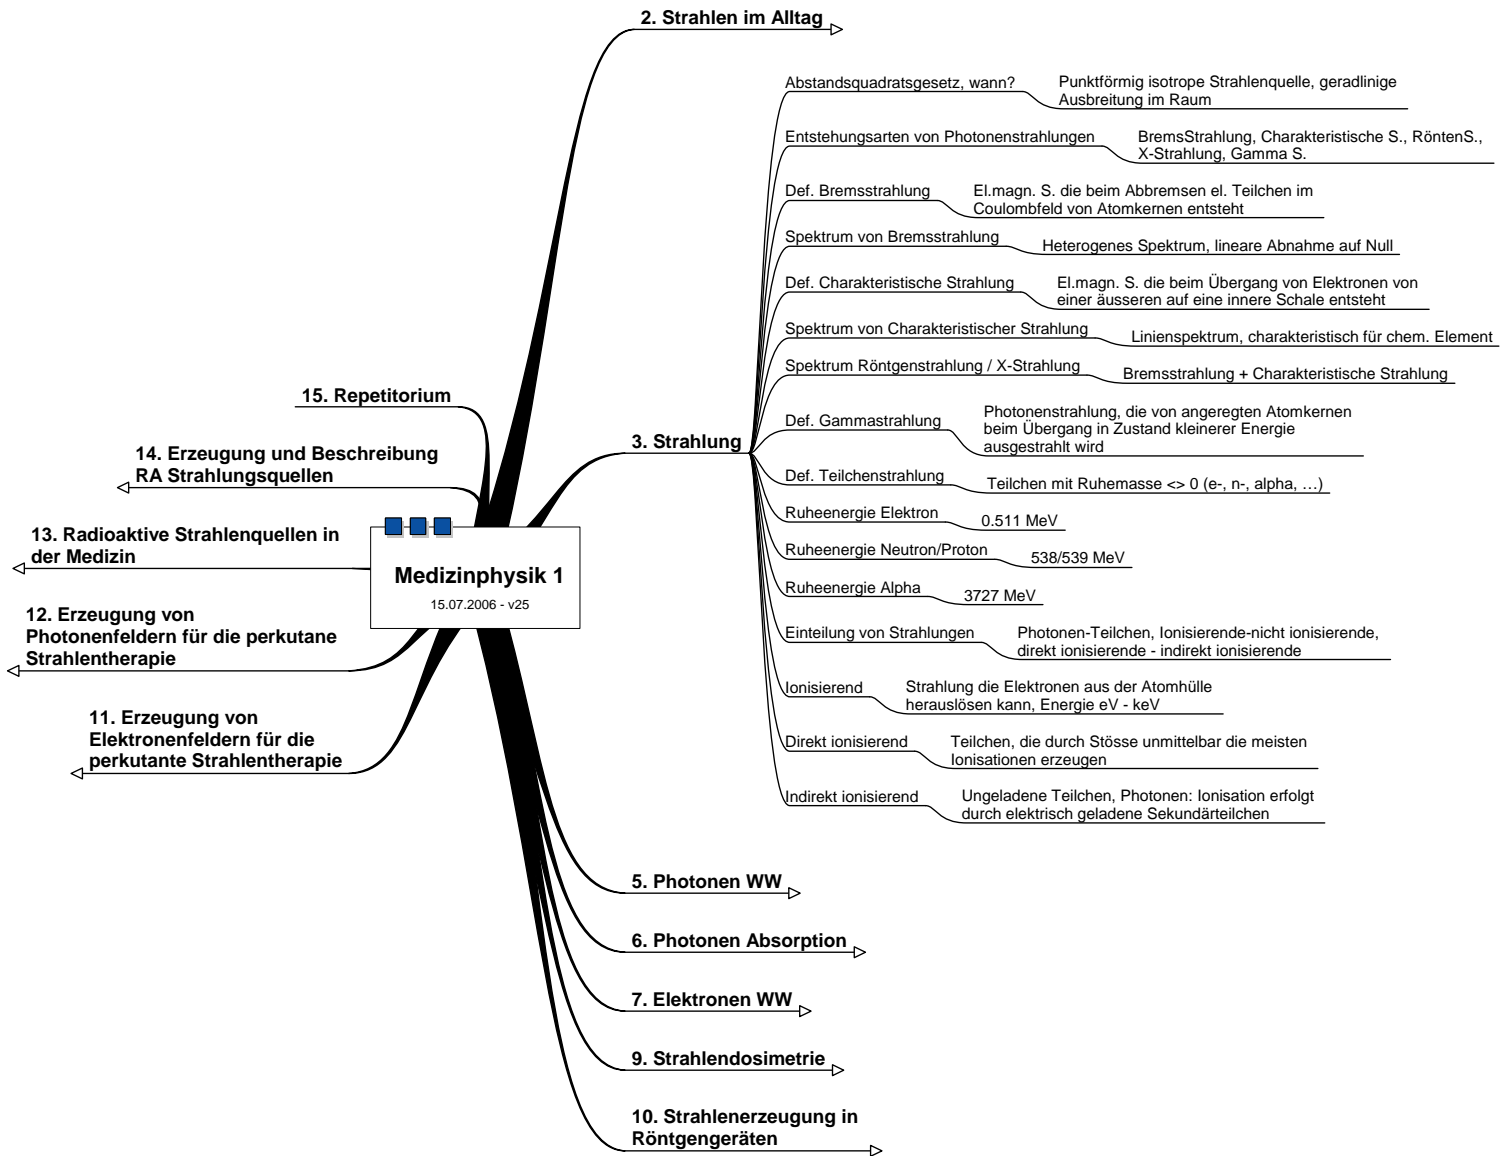 2. Strahlen im Alltag
Abstandsquadratsgesetz, wann?
Punktförmig isotrope Strahlenquelle, geradlinige
Ausbreitung im Raum
Entstehungsarten von Photonenstrahlungen
BremsStrahlung, Charakteristische S., RöntenS.,
X-Strahlung, Gamma S.
Def. Bremsstrahlung
El.magn. S. die beim Abbremsen el. Teilchen im
Coulombfeld von Atomkernen entsteht
Spektrum von Bremsstrahlung
Heterogenes Spektrum, lineare Abnahme auf Null
Def. Charakteristische Strahlung
El.magn. S. die beim Übergang von Elektronen von
einer äusseren auf eine innere Schale entsteht
Spektrum von Charakteristischer Strahlung
Linienspektrum, charakteristisch für chem. Element
Spektrum Röntgenstrahlung / X-Strahlung
Bremsstrahlung + Charakteristische Strahlung
3. Strahlung
Def. Gammastrahlung
Photonenstrahlung, die von angeregten Atomkernen
beim Übergang in Zustand kleinerer Energie
ausgestrahlt wird
Def. Teilchenstrahlung
Teilchen mit Ruhemasse <> 0 (e-, n-, alpha, …)
Ruheenergie Elektron
0.511 MeV
Ruheenergie Neutron/Proton
538/539 MeV
Ruheenergie Alpha
3727 MeV
Einteilung von Strahlungen
Photonen-Teilchen, Ionisierende-nicht ionisierende,
direkt ionisierende - indirekt ionisierende
Ionisierend
Strahlung die Elektronen aus der Atomhülle
herauslösen kann, Energie eV - keV
Direkt ionisierend
Teilchen, die durch Stösse unmittelbar die meisten
Ionisationen erzeugen
Indirekt ionisierend
Ungeladene Teilchen, Photonen: Ionisation erfolgt
durch elektrisch geladene Sekundärteilchen
15. Repetitorium
14. Erzeugung und Beschreibung
RA Strahlungsquellen
13. Radioaktive Strahlenquellen in
der Medizin
Medizinphysik 1
15.07.2006 - v25
12. Erzeugung von
Photonenfeldern für die perkutane
Strahlentherapie
11. Erzeugung von
Elektronenfeldern für die
perkutante Strahlentherapie
5. Photonen WW
6. Photonen Absorption
7. Elektronen WW
9. Strahlendosimetrie
10. Strahlenerzeugung in
Röntgengeräten